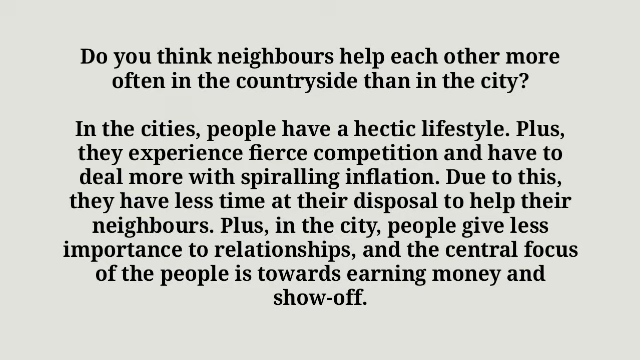 Do you think neighbours help each other more
often in the countryside than in the city?
In the cities, people have a hectic lifestyle. Plus,
they experience fierce competition and have to
deal more with spiralling inflation. Due to this,
they have less time at their disposal to help their
neighbours. Plus, in the city, people give less
importance to relationships, and the central focus
of the people is towards earning money and
show-off.